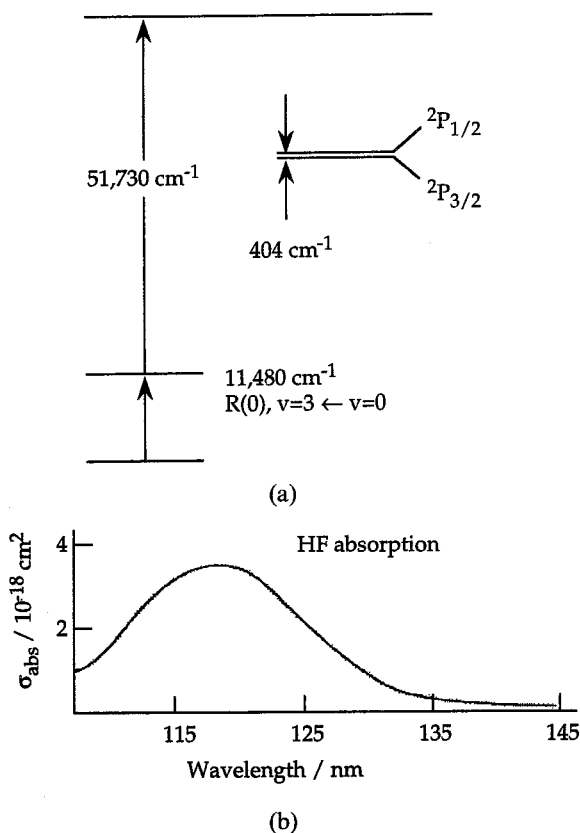 ²P₁/₂
51,730 cm⁻¹
²P₃/₂
404 cm⁻¹
11,480 cm⁻¹
R(0), v=3 ← v=0
(a)
HF absorption
σabs / 10⁻¹⁸ cm²
4
2
115
125
135
145
Wavelength / nm
(b)